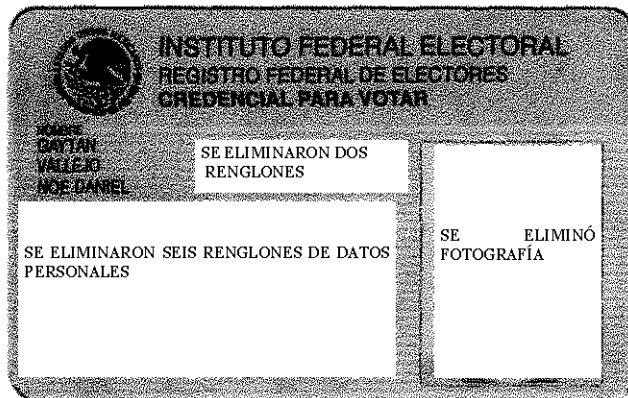 INSTITUTO FEDERAL ELECTORAL
REGISTRO FEDERAL DE ELECTORES
CREDENCIAL PARA VOTAR
NOMBRE
GAYTAN
VALLEJO
NOE DANIEL
SE ELIMINARON DOS
RENGLONES
SE ELIMINARON SEIS RENGLONES DE DATOS
PERSONALES
SE ELIMINÓ
FOTOGRAFÍA